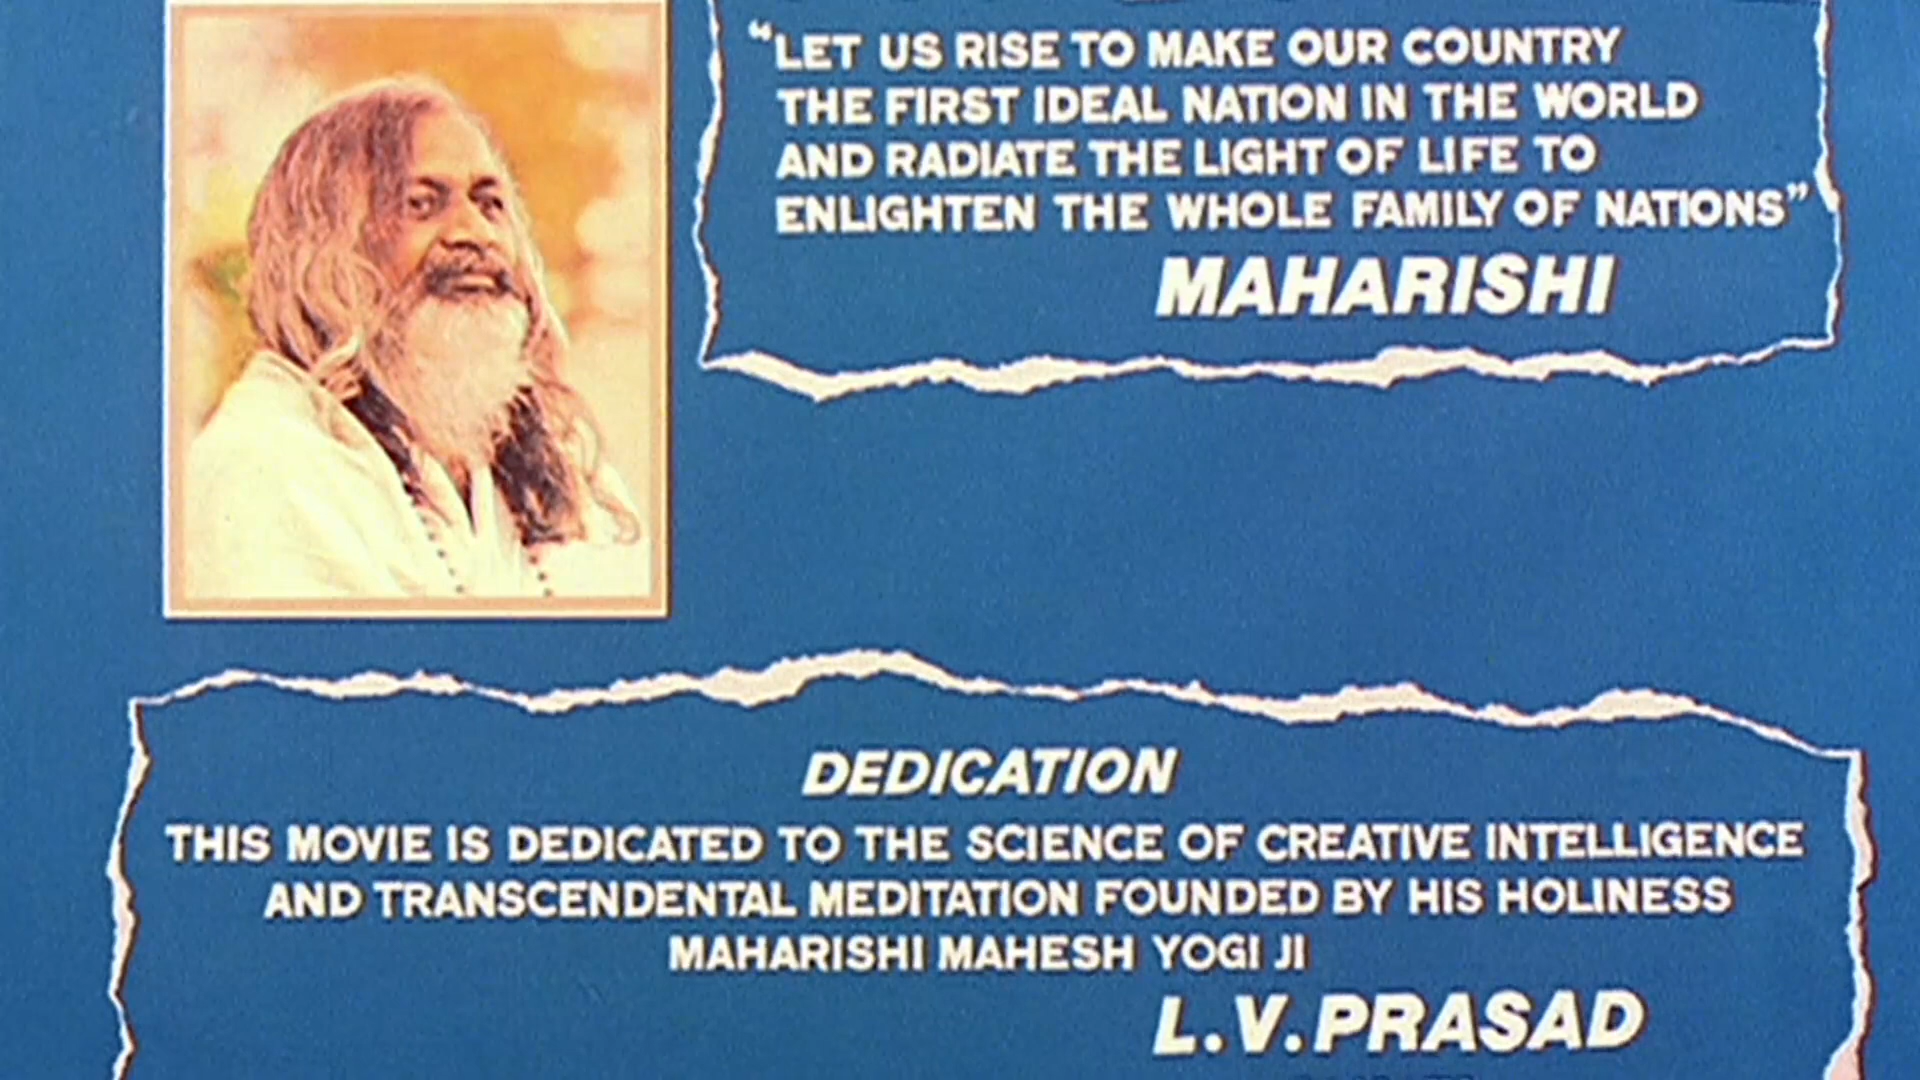 “LET US RISE TO MAKE OUR COUNTRY
THE FIRST IDEAL NATION IN THE WORLD
AND RADIATE THE LIGHT OF LIFE TO
ENLIGHTEN THE WHOLE FAMILY OF NATIONS”
MAHARISHI
DEDICATION
THIS MOVIE IS DEDICATED TO THE SCIENCE OF CREATIVE INTELLIGENCE
AND TRANSCENDENTAL MEDITATION FOUNDED BY HIS HOLINESS
MAHARISHI MAHESH YOGI JI
L.V.PRASAD